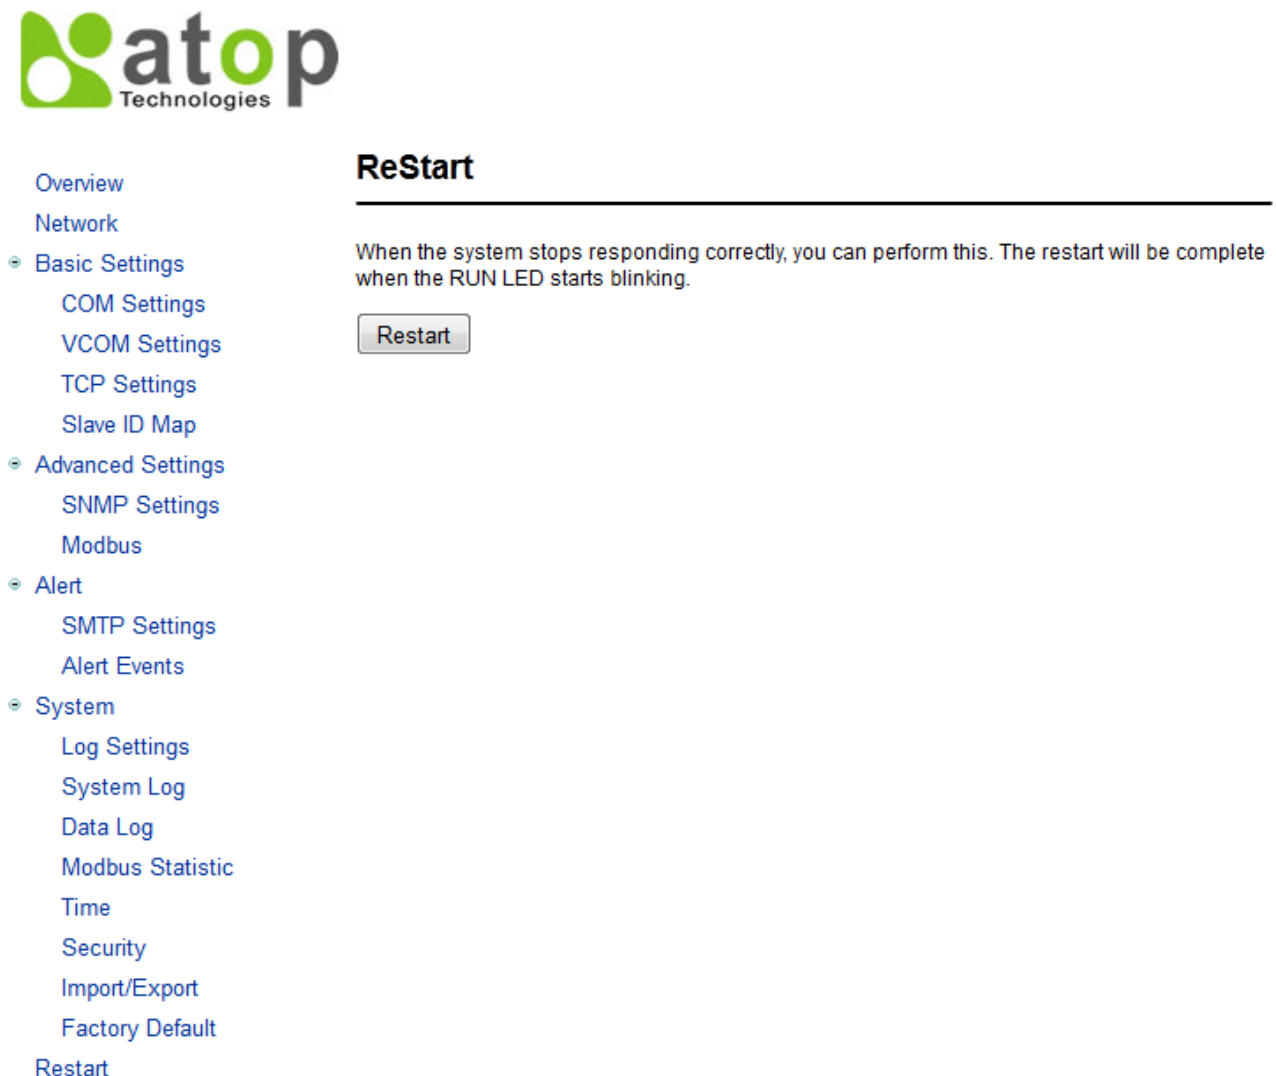 atop
Technologies
Overview
Network
Basic Settings
COM Settings
VCOM Settings
TCP Settings
Slave ID Map
Advanced Settings
SNMP Settings
Modbus
Alert
SMTP Settings
Alert Events
System
Log Settings
System Log
Data Log
Modbus Statistic
Time
Security
Import/Export
Factory Default
Restart
ReStart
When the system stops responding correctly, you can perform this. The restart will be complete
when the RUN LED starts blinking.
Restart